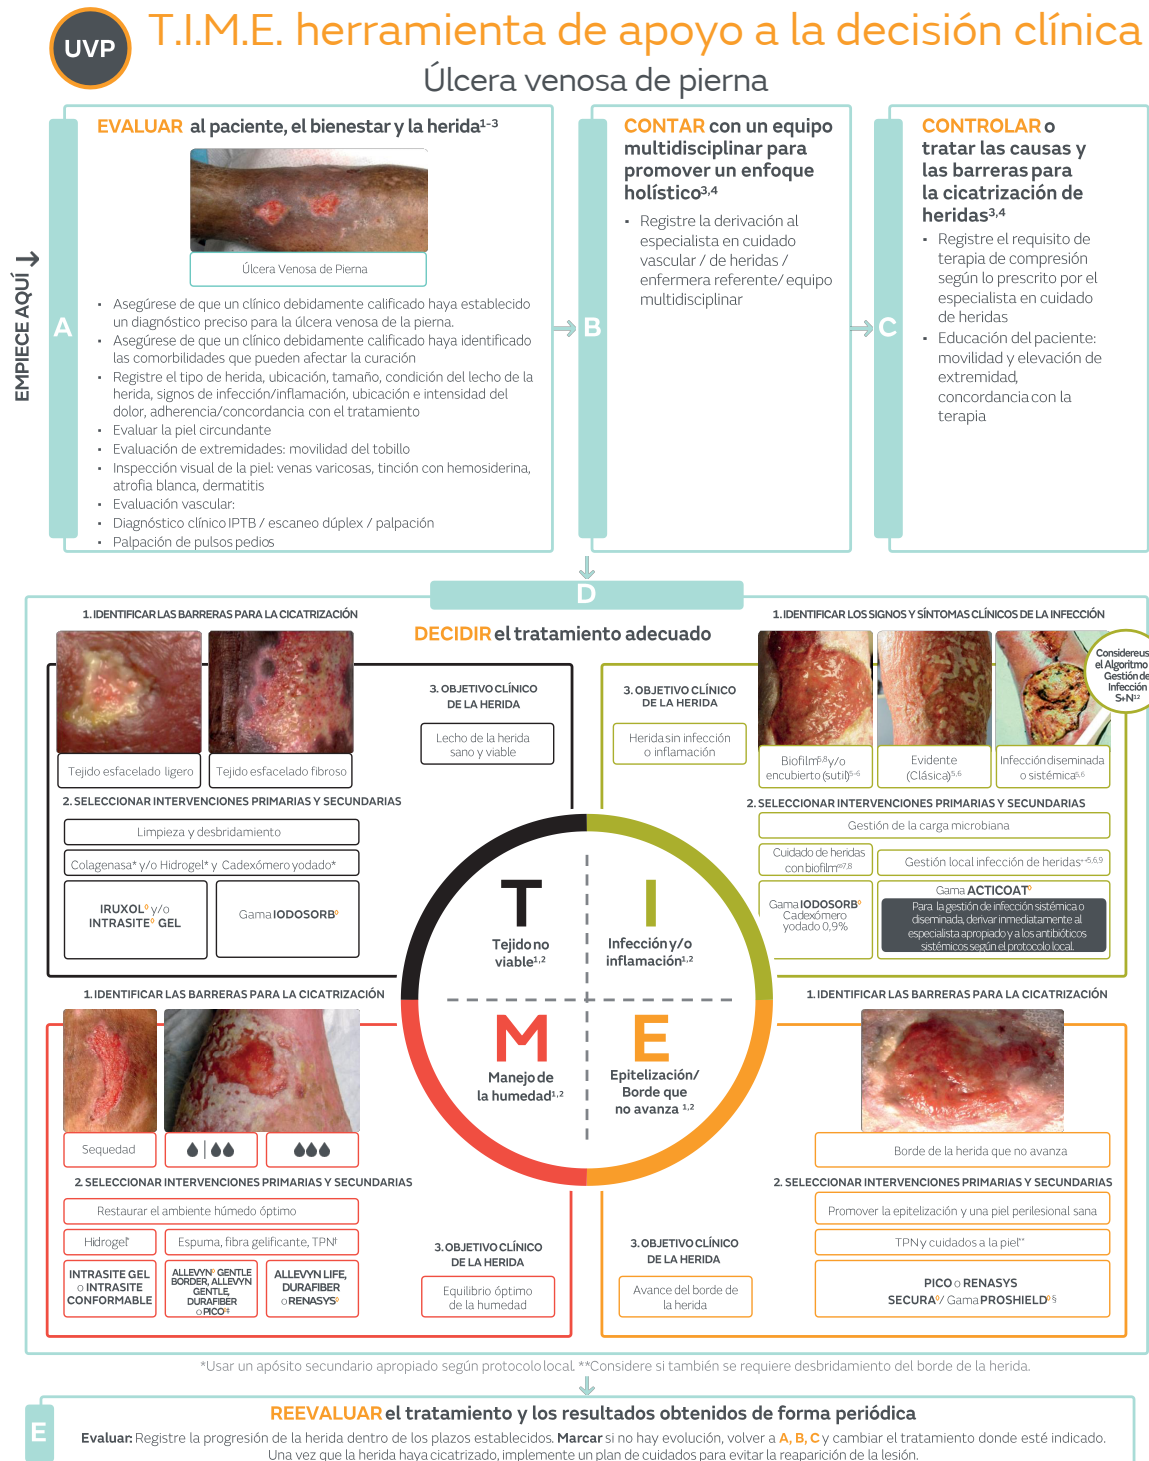 UVP
T.I.M.E. herramienta de apoyo a la decisión clínica
Úlcera venosa de pierna
EMPIECE AQUÍ
A
EVALUAR al paciente, el bienestar y la herida1-3
Úlcera Venosa de Pierna
• Asegúrese de que un clínico debidamente calificado haya establecido
un diagnóstico preciso para la úlcera venosa de la pierna.
• Asegúrese de que un clínico debidamente calificado haya identificado
las comorbilidades que pueden afectar la curación
• Registre el tipo de herida, ubicación, tamaño, condición del lecho de la
herida, signos de infección/inflamación, ubicación e intensidad del
dolor, adherencia/concordancia con el tratamiento
• Evaluar la piel circundante
• Evaluación de extremidades: movilidad del tobillo
• Inspección visual de la piel: venas varicosas, tinción con hemosiderina,
atrofia blanca, dermatitis
• Evaluación vascular:
• Diagnóstico clínico IPTB / escaneo dúplex / palpación
• Palpación de pulsos pedios
B
CONTAR con un equipo
multidisciplinar para
promover un enfoque
holístico3,4
• Registre la derivación al
especialista en cuidado
vascular / de heridas /
enfermera referente/ equipo
multidisciplinar
C
CONTROLAR o
tratar las causas y
las barreras para
la cicatrización de
heridas3,4
• Registre el requisito de
terapia de compresión
según lo prescrito por el
especialista en cuidado
de heridas
• Educación del paciente:
movilidad y elevación de
extremidad,
concordancia con la
terapia
D
DECIDIR el tratamiento adecuado
1. IDENTIFICAR LAS BARRERAS PARA LA CICATRIZACIÓN
Tejido esfacelado ligero
Tejido esfacelado fibroso
2. SELECCIONAR INTERVENCIONES PRIMARIAS Y SECUNDARIAS
Limpieza y desbridamiento
Colagenasa* y/o Hidrogel* y Cadexómero yodado*
IRUXOL◊ y/o
INTRASITE◊ GEL
Gama IODOSORB◊
3. OBJETIVO CLÍNICO
DE LA HERIDA
Lecho de la herida
sano y viable
3. OBJETIVO CLÍNICO
DE LA HERIDA
Herida sin infección
o inflamación
1. IDENTIFICAR LOS SIGNOS Y SÍNTOMAS CLÍNICOS DE LA INFECCIÓN
Considere us
el Algoritmo
Gestión de
Infección
S+N12
Biofilm5,8 y/o
encubierto (sutil)5-6
Evidente
(Clásica)5,6
Infección diseminada
o sistémica5,6
2. SELECCIONAR INTERVENCIONES PRIMARIAS Y SECUNDARIAS
Gestión de la carga microbiana
Cuidado de heridas
con biofilm7,8
Gestión local infección de heridas5,6,9
Gama IODOSORB◊
Cadexómero
yodado 0,9%
Gama ACTICOAT◊
Para la gestión de infección sistémica o
diseminada, derivar inmediatamente al
especialista apropiado y a los antibióticos
sistémicos según el protocolo local.
T
Tejido no
viable1,2
I
Infección y/o
inflamación1,2
M
Manejo de
la humedad1,2
E
Epitelización/
Borde que
no avanza 1,2
1. IDENTIFICAR LAS BARRERAS PARA LA CICATRIZACIÓN
Sequedad
2. SELECCIONAR INTERVENCIONES PRIMARIAS Y SECUNDARIAS
Restaurar el ambiente húmedo óptimo
Hidrogel*
Espuma, fibra gelificante, TPN†
INTRASITE GEL
o INTRASITE
CONFORMABLE
ALLEVYN◊ GENTLE
BORDER, ALLEVYN
GENTLE,
DURAFIBER
o PICO◊‡
ALLEVYN LIFE,
DURAFIBER
o RENASYS◊
3. OBJETIVO CLÍNICO
DE LA HERIDA
Equilibrio óptimo
de la humedad
3. OBJETIVO CLÍNICO
DE LA HERIDA
Avance del borde de
la herida
1. IDENTIFICAR LAS BARRERAS PARA LA CICATRIZACIÓN
Borde de la herida que no avanza
2. SELECCIONAR INTERVENCIONES PRIMARIAS Y SECUNDARIAS
Promover la epitelización y una piel perilesional sana
TPN y cuidados a la piel**
PICO o RENASYS
SECURA◊/ Gama PROSHIELD◊ §
*Usar un apósito secundario apropiado según protocolo local. **Considere si también se requiere desbridamiento del borde de la herida.
E
REEVALUAR el tratamiento y los resultados obtenidos de forma periódica
Evaluar: Registre la progresión de la herida dentro de los plazos establecidos. Marcar si no hay evolución, volver a A, B, C y cambiar el tratamiento donde esté indicado.
Una vez que la herida haya cicatrizado, implemente un plan de cuidados para evitar la reaparición de la lesión.